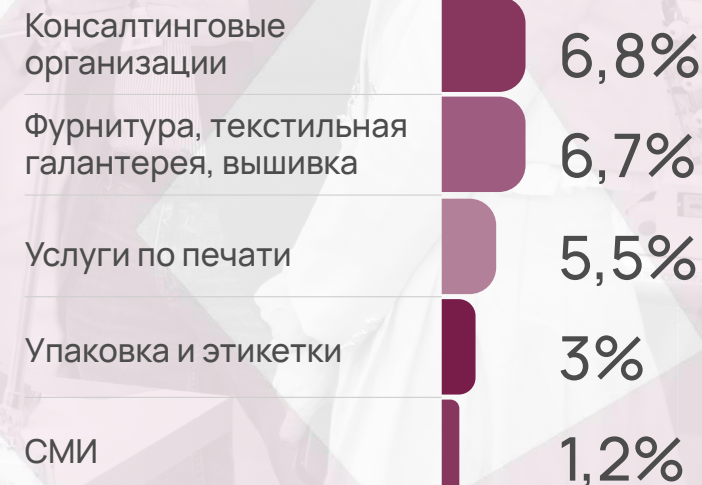 Консалтинговые
организации
6,8%
Фурнитура, текстильная
галантерея, вышивка
6,7%
Услуги по печати
5,5%
Упаковка и этикетки
3%
СМИ
1,2%